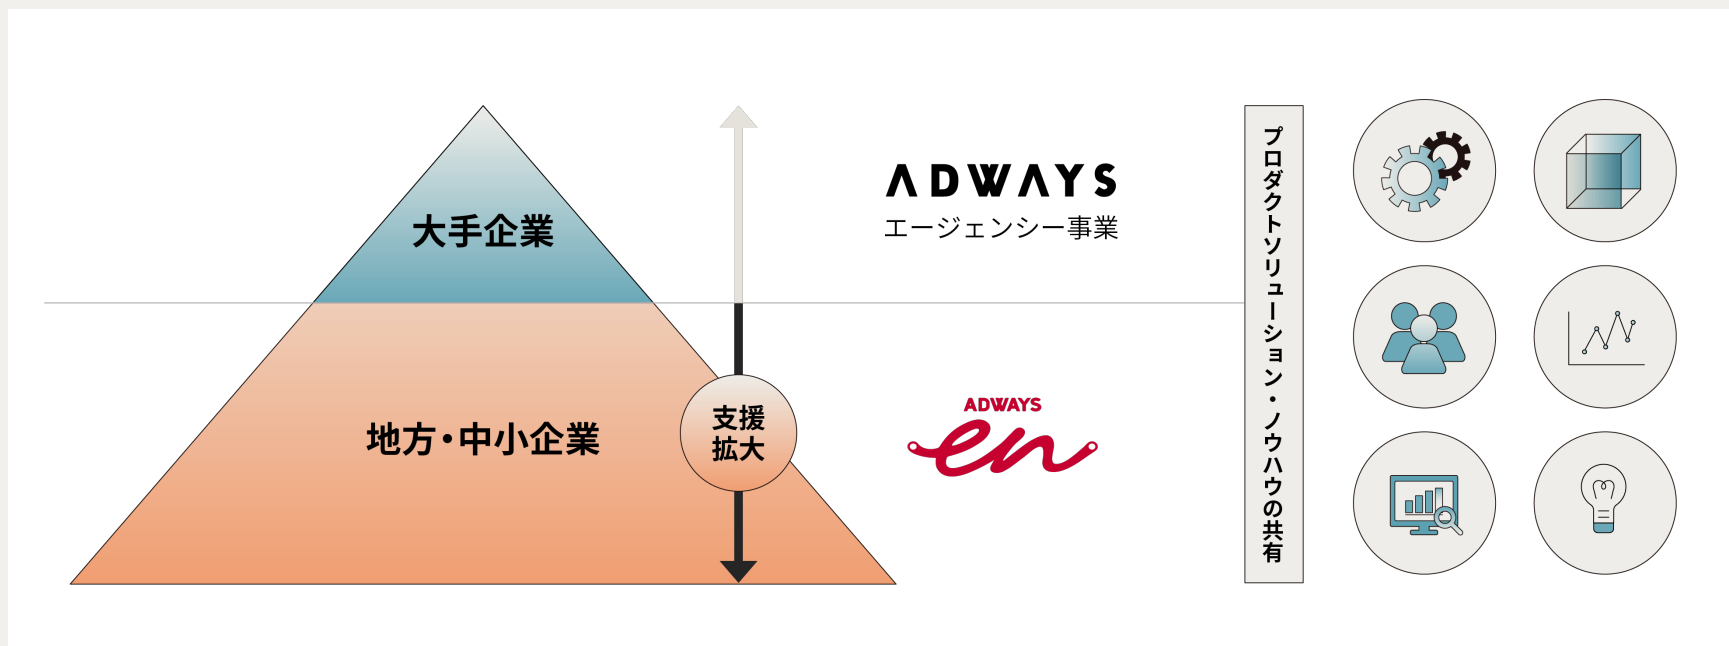 大手企業
地方・中小企業
支援
拡大
ADWAYS
エージェンシー事業
ADWAYS
en
プロダクトソリューション・ノウハウの共有